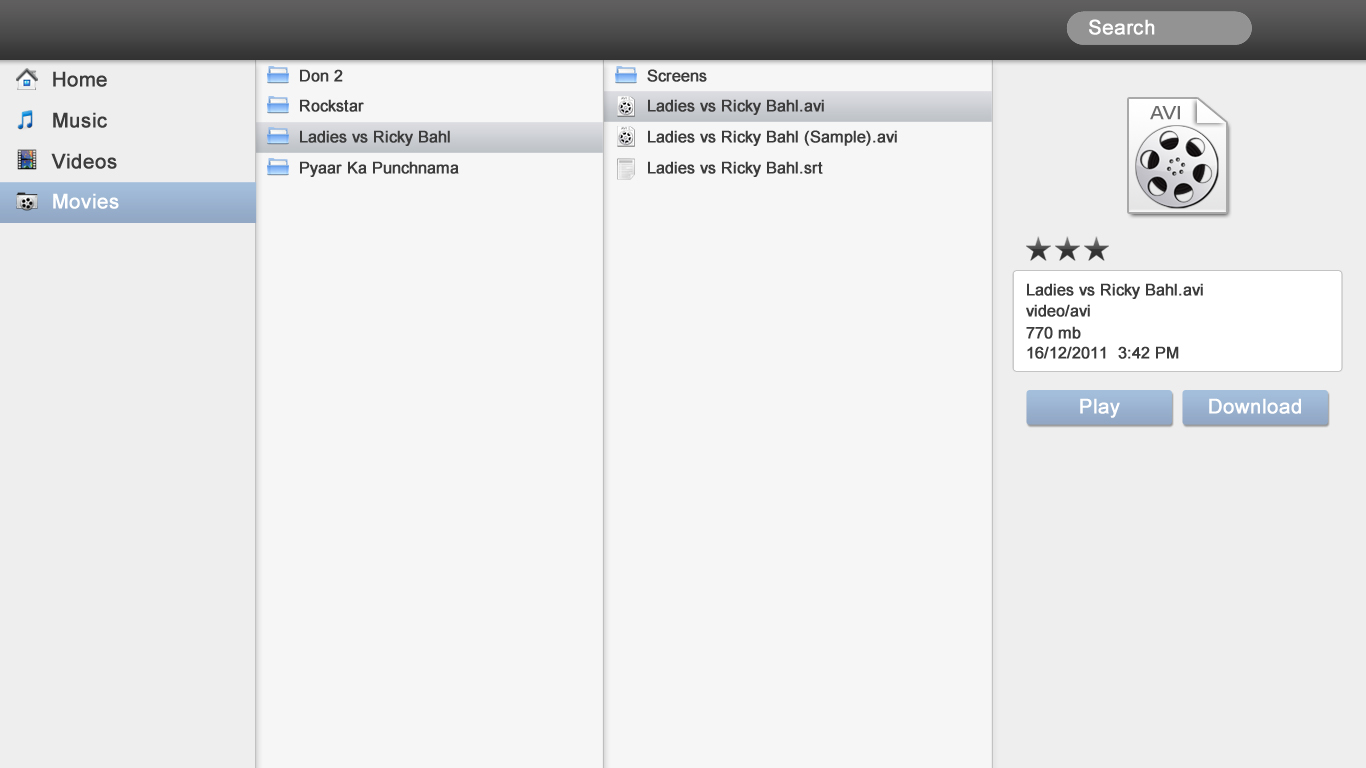 Search
Home
Music
Videos
Movies
Don 2
Rockstar
Ladies vs Ricky Bahl
Pyaar Ka Punchnama
Screens
Ladies vs Ricky Bahl.avi
Ladies vs Ricky Bahl (Sample).avi
Ladies vs Ricky Bahl.srt
AVI
Ladies vs Ricky Bahl.avi
video/avi
770 mb
16/12/2011  3:42 PM
Play
Download